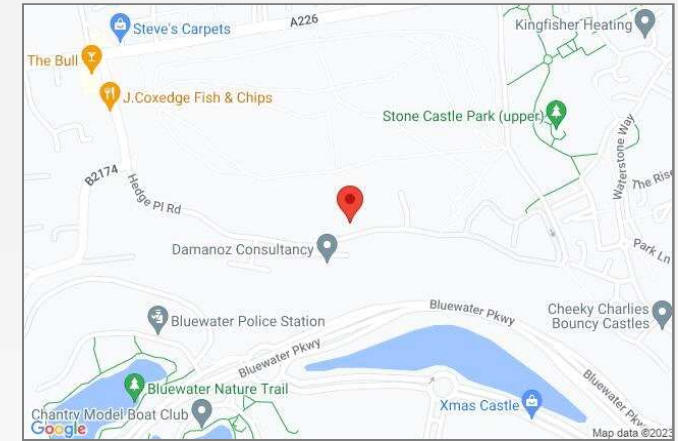 A226
Steve's Carpets
Kingfisher Heating
The Bull
J.Coxedge Fish & Chips
Stone Castle Park (upper)
Waterstone Way
B2174
Hedge Pl Rd
The Rise
Damanoz Consultancy
Park Ln
Bluewater Pkwy
Cheeky Charlies
Bouncy Castles
Bluewater Police Station
Bluewater Pkwy
Bluewater Pkwy
Bluewater Nature Trail
Xmas Castle
Chantry Model Boat Club
Google
Map data ©2023